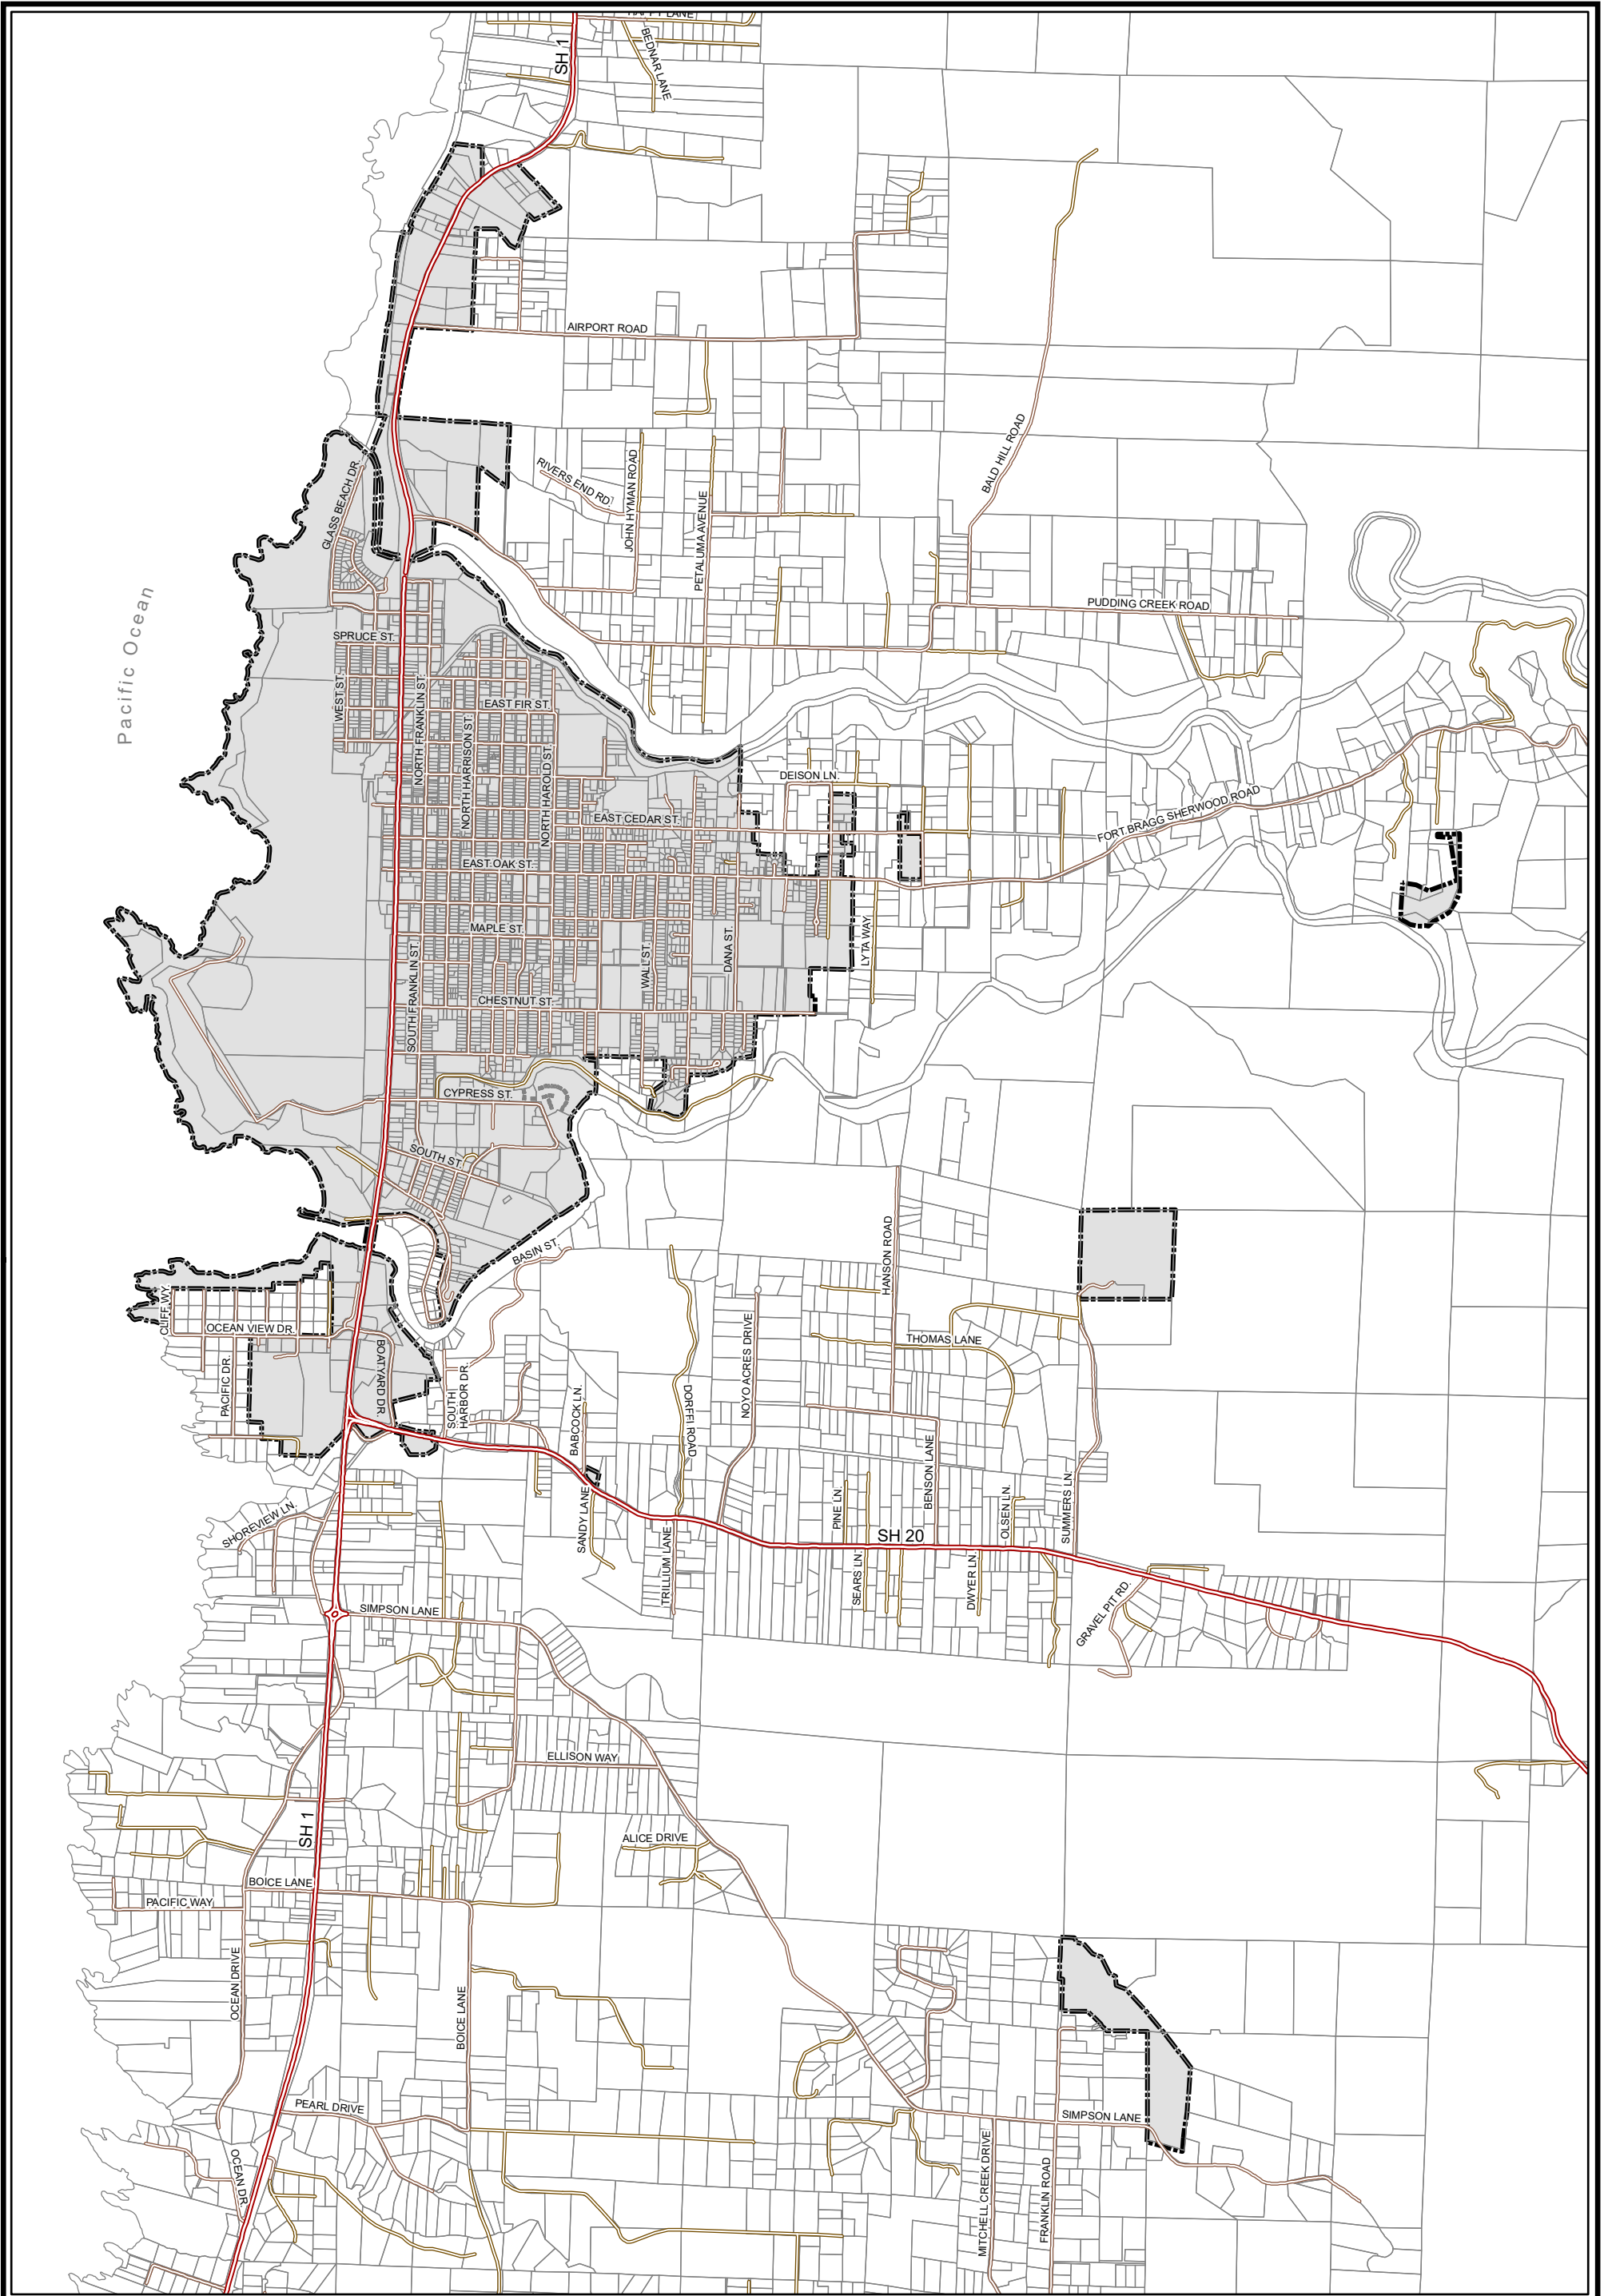 HAPPY LANE
SH 1
BEDNAR LANE
AIRPORT ROAD
BALD HILL ROAD
RIVERS END RD.
JOHN HYMAN ROAD
GLASS BEACH DR.
PETALUMA AVENUE
Pacific Ocean
PUDDING CREEK ROAD
SPRUCE ST.
WEST ST.
NORTH FRANKLIN ST.
EAST FIR ST.
NORTH HARRISON ST.
NORTH HAROLD ST.
DEISON LN.
EAST CEDAR ST.
FORT BRAGG SHERWOOD ROAD
EAST OAK ST.
MAPLE ST.
WALL ST.
DANA ST.
LYTA WAY
SOUTH FRANKLIN ST.
CHESTNUT ST.
CYPRESS ST.
SOUTH ST.
BASIN ST.
HANSON ROAD
CLIFF WY.
OCEAN VIEW DR.
THOMAS LANE
BOATYARD DR.
PACIFIC DR.
SOUTH
HARBOR DR.
BABCOCK LN.
DORFFI ROAD
NOYO ACRES DRIVE
BENSON LANE
PINE LN.
OLSEN LN.
SUMMERS LN.
SHOREVIEW LN.
SANDY LANE
SH 20
TRILLIUM LANE
SEARS LN.
DWYER LN.
SIMPSON LANE
GRAVEL PIT RD.
ELLISON WAY
SH 1
ALICE DRIVE
BOICE LANE
PACIFIC WAY
OCEAN DRIVE
BOICE LANE
PEARL DRIVE
SIMPSON LANE
OCEAN DR.
MITCHELL CREEK DRIVE
FRANKLIN ROAD